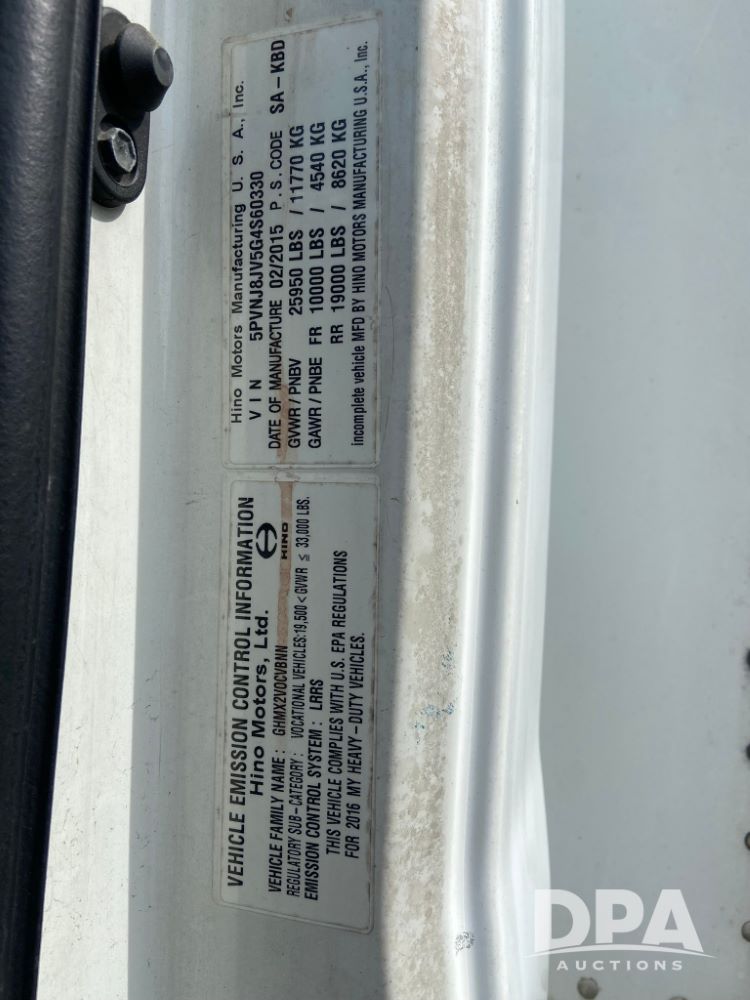 VEHICLE EMISSION CONTROL INFORMATION
Hino Motors, Ltd.
HINO
VEHICLE FAMILY NAME : GHMX2VOCVBNN
REGULATORY SUB-CATEGORY : VOCATIONAL VEHICLES:19,500 < GVWR ≤ 33,000 LBS.
EMISSION CONTROL SYSTEM : LRRS
THIS VEHICLE COMPLIES WITH U.S. EPA REGULATIONS
FOR 2016 MY HEAVY-DUTY VEHICLES.
Hino Motors Manufacturing U. S. A., Inc.
VIN 5PVNJ8JV5G4S60330
DATE OF MANUFACTURE 02/2015 P.S. CODE SA-KBD
GVWR / PNBV 25950 LBS / 11770 KG
GAWR / PNBE FR 10000 LBS / 4540 KG
RR 19000 LBS / 8620 KG
incomplete vehicle MFD BY HINO MOTORS MANUFACTURING U.S.A., Inc.
DPA
AUCTIONS